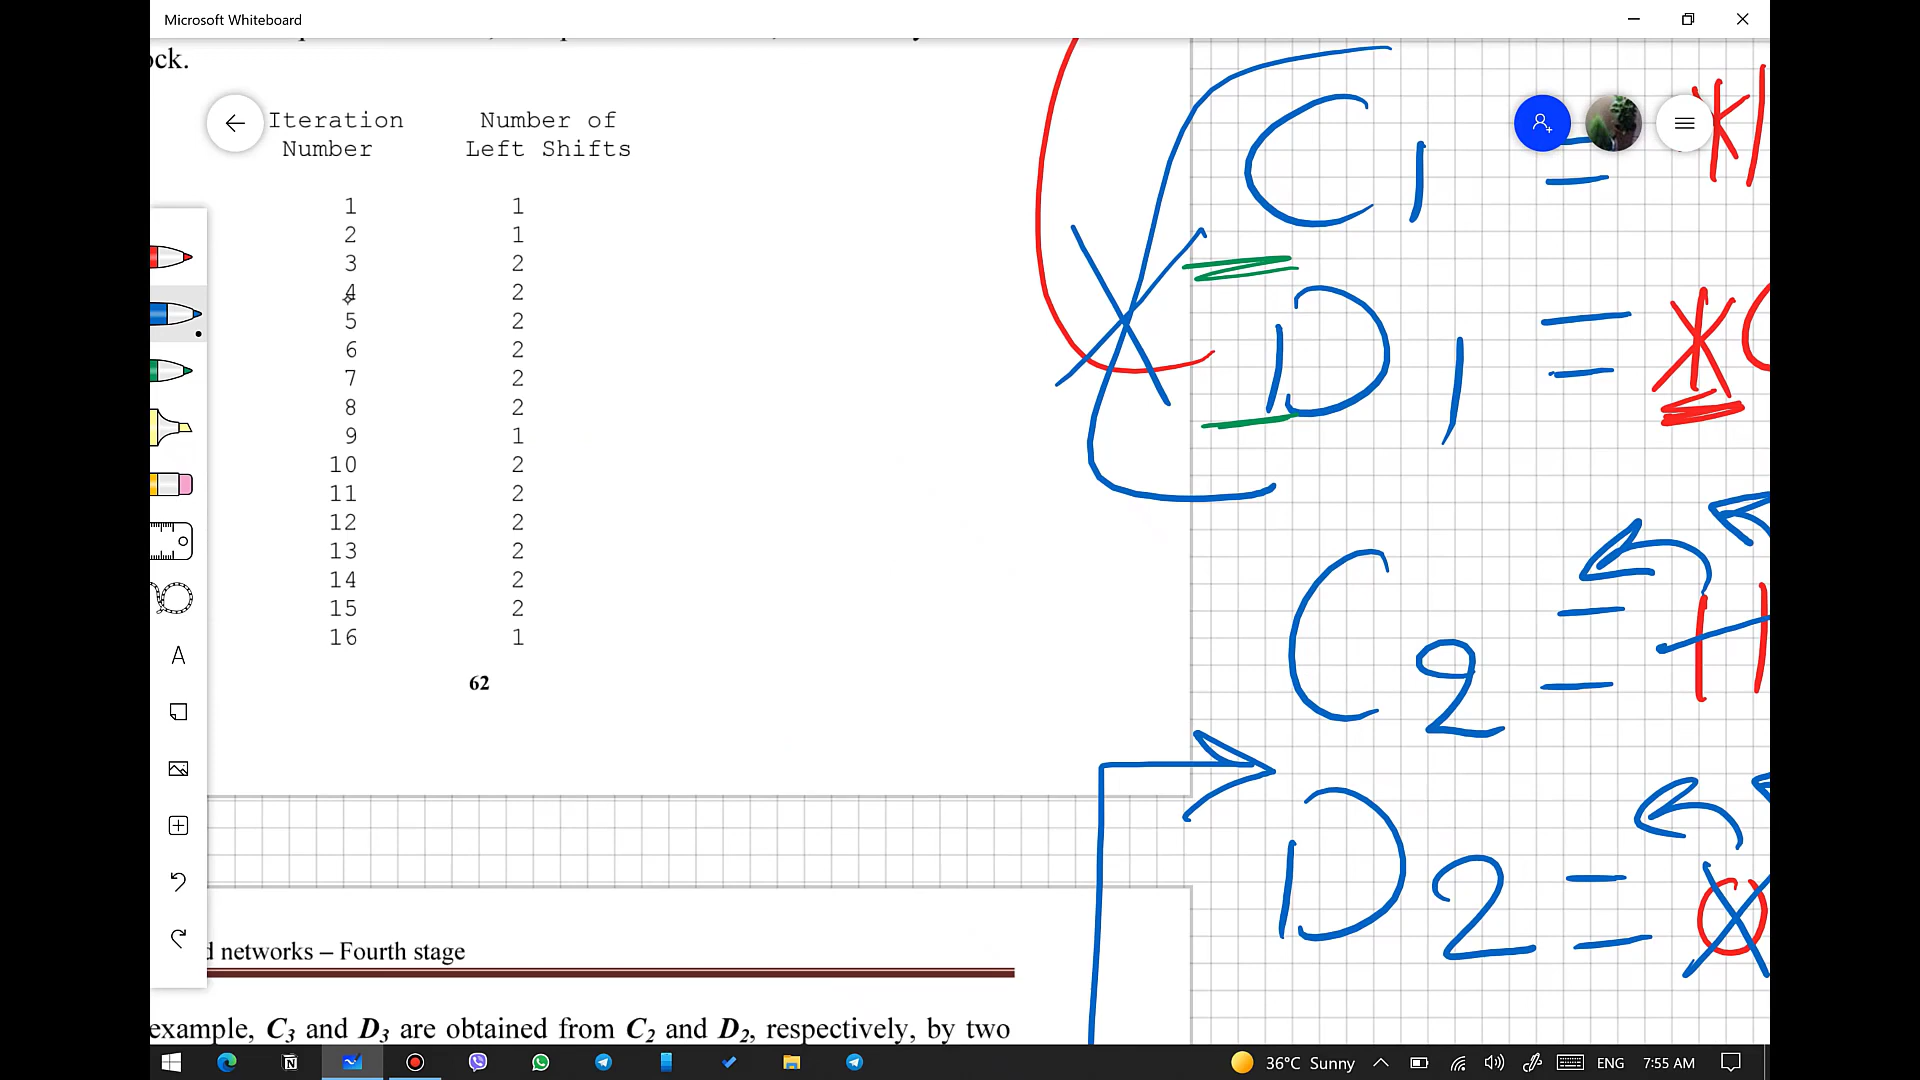 Microsoft Whiteboard
ock.
Iteration Number of
Number Left Shifts
1 1
2 1
3 2
4 2
5 2
6 2
7 2
8 2
9 1
10 2
11 2
12 2
13 2
14 2
15 2
16 1
62
C1 =
D1 =
C2 =
D2 =
A
d networks – Fourth stage
example, C3 and D3 are obtained from C2 and D2, respectively, by two
36°C Sunny
ENG
7:55 AM